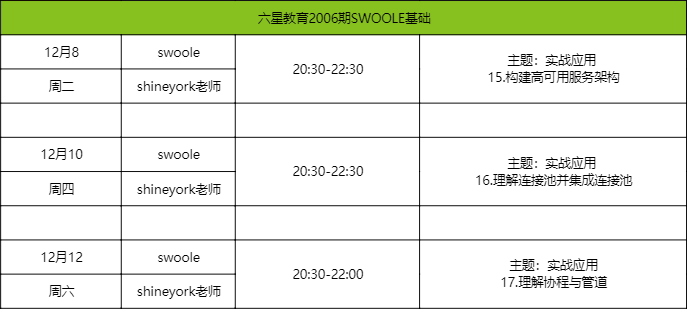 六星教育2006期SWOOLE基础
12月8
swoole
20:30-22:30
主题：实战应用
15.构建高可用服务架构
周二
shineyork老师
12月10
swoole
20:30-22:30
主题：实战应用
16.理解连接池并集成连接池
周四
shineyork老师
12月12
swoole
20:30-22:00
主题：实战应用
17.理解协程与管道
周六
shineyork老师